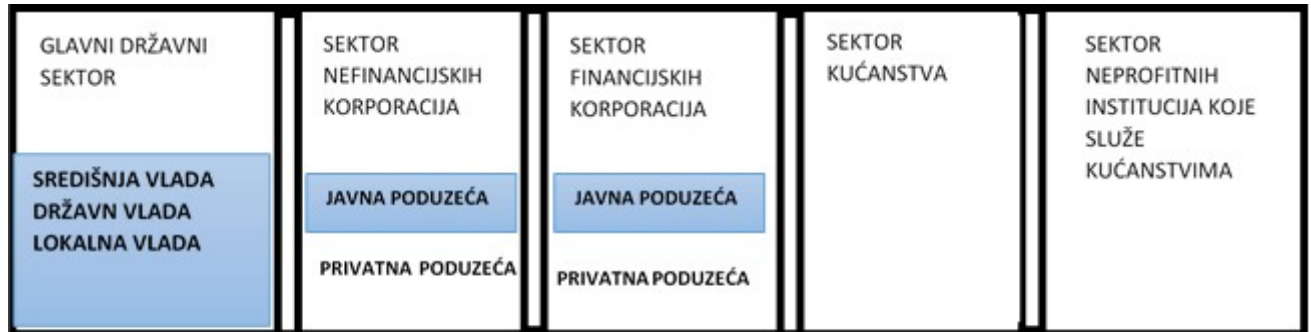 GLAVNI DRŽAVNI
SEKTOR
SREDIŠNJA VLADA
DRŽAVN VLADA
LOKALNA VLADA
SEKTOR
NEFINANCIJSKIH
KORPORACIJA
JAVNA PODUZEĆA
PRIVATNA PODUZEĆA
SEKTOR
FINANCIJSKIH
KORPORACIJA
JAVNA PODUZEĆA
PRIVATNA PODUZEĆA
SEKTOR
KUĆANSTVA
SEKTOR
NEPROFITNIH
INSTITUCIJA KOJE
SLUŽE
KUĆANSTVIMA